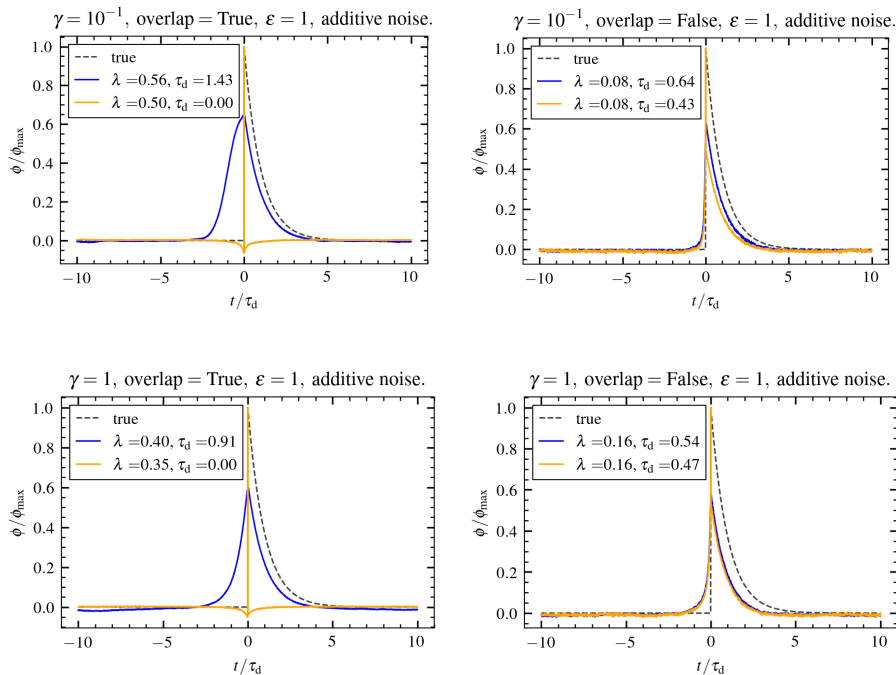 γ = 10⁻¹, overlap = True, ε = 1, additive noise.
1.0
0.8
0.6
0.4
0.2
0.0
ϕ/ϕ_max
true
λ =0.56, τ_d =1.43
λ =0.50, τ_d =0.00
−10 −5 0 5 10
t/τ_d
γ = 10⁻¹, overlap = False, ε = 1, additive noise.
1.0
0.8
0.6
0.4
0.2
0.0
ϕ/ϕ_max
true
λ =0.08, τ_d =0.64
λ =0.08, τ_d =0.43
−10 −5 0 5 10
t/τ_d
γ = 1, overlap = True, ε = 1, additive noise.
1.0
0.8
0.6
0.4
0.2
0.0
ϕ/ϕ_max
true
λ =0.40, τ_d =0.91
λ =0.35, τ_d =0.00
−10 −5 0 5 10
t/τ_d
γ = 1, overlap = False, ε = 1, additive noise.
1.0
0.8
0.6
0.4
0.2
0.0
ϕ/ϕ_max
true
λ =0.16, τ_d =0.54
λ =0.16, τ_d =0.47
−10 −5 0 5 10
t/τ_d